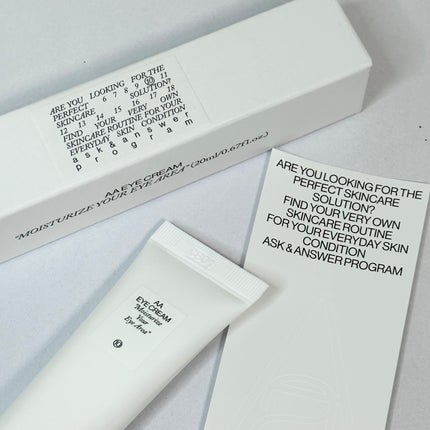 ARE YOU LOOKING FOR THE
PERFECT 6 7 8 9 10 11
SKINCARE SOLUTION?
12 13 14 15 16 17 18
FIND YOUR VERY OWN
SKINCARE ROUTINE FOR YOUR
EVERYDAY SKIN CONDITION
ask&answer
program
AA EYE CREAM
"MOISTURIZE YOUR EYE AREA" (20ml/0.67fl.oz.)
ARE YOU LOOKING FOR THE
PERFECT SKINCARE
SOLUTION?
FIND YOUR VERY OWN
SKINCARE ROUTINE
FOR YOUR EVERYDAY SKIN
CONDITION
ASK & ANSWER PROGRAM
AA
EYE CREAM
"Moisturize
Your
Eye Area"
10